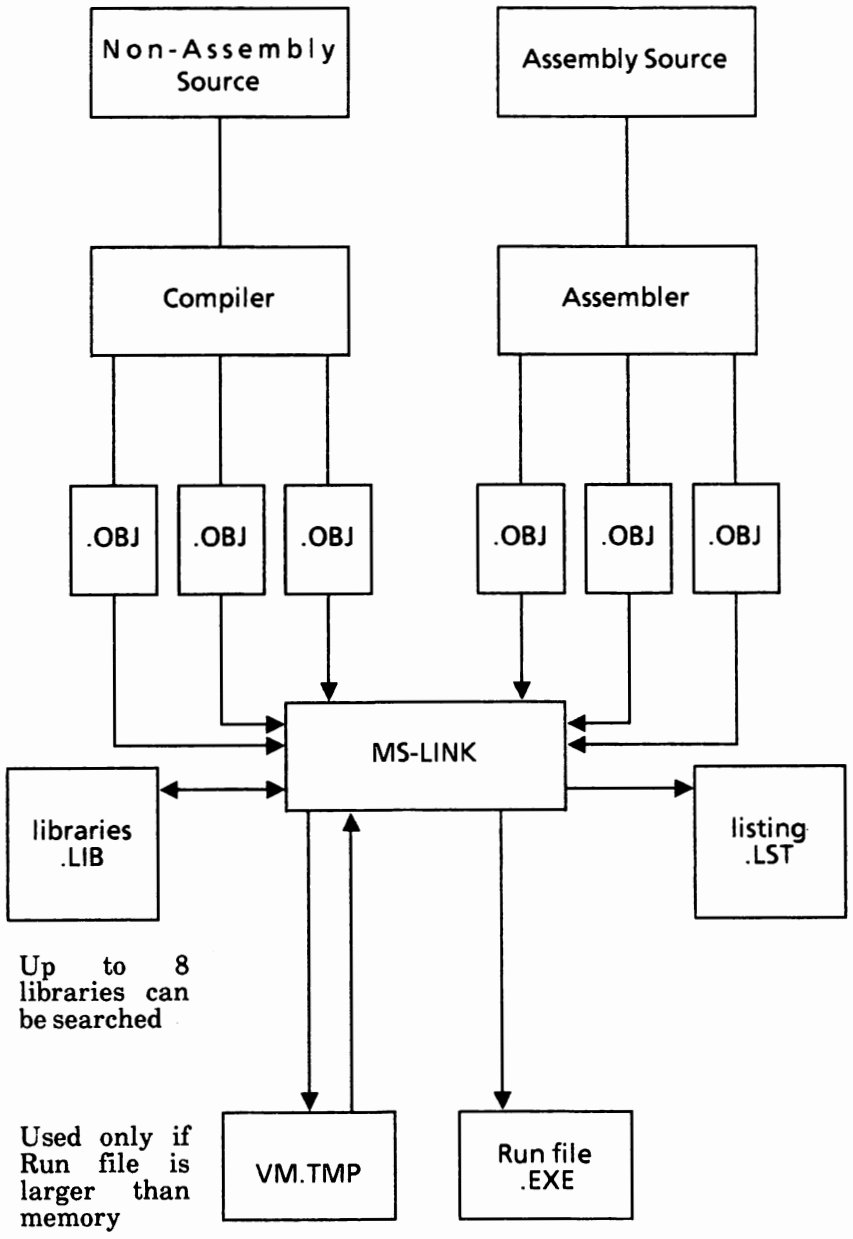 Non-Assembly
Source
Assembly Source
Compiler
Assembler
.OBJ
.OBJ
.OBJ
.OBJ
.OBJ
.OBJ
MS-LINK
libraries
.LIB
listing
.LST
Up to 8
libraries can
be searched
Used only if
Run file is
larger than
memory
VM.TMP
Run file
.EXE